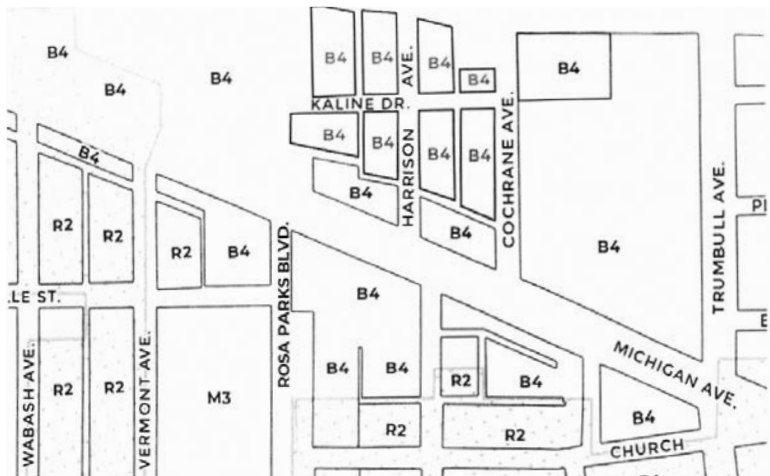 B4
B4
B4
B4
B4
B4
B4
B4
KALINE DR.
HARRISON AVE.
COCHRANE AVE.
TRUMBULL AVE.
B4
B4
B4
B4
B4
B4
B4
B4
R2
R2
R2
B4
ROSA PARKS BLVD.
B4
LE ST.
WABASH AVE.
VERMONT AVE.
R2
R2
M3
B4
B4
R2
B4
MICHIGAN AVE.
B4
R2
R2
CHURCH